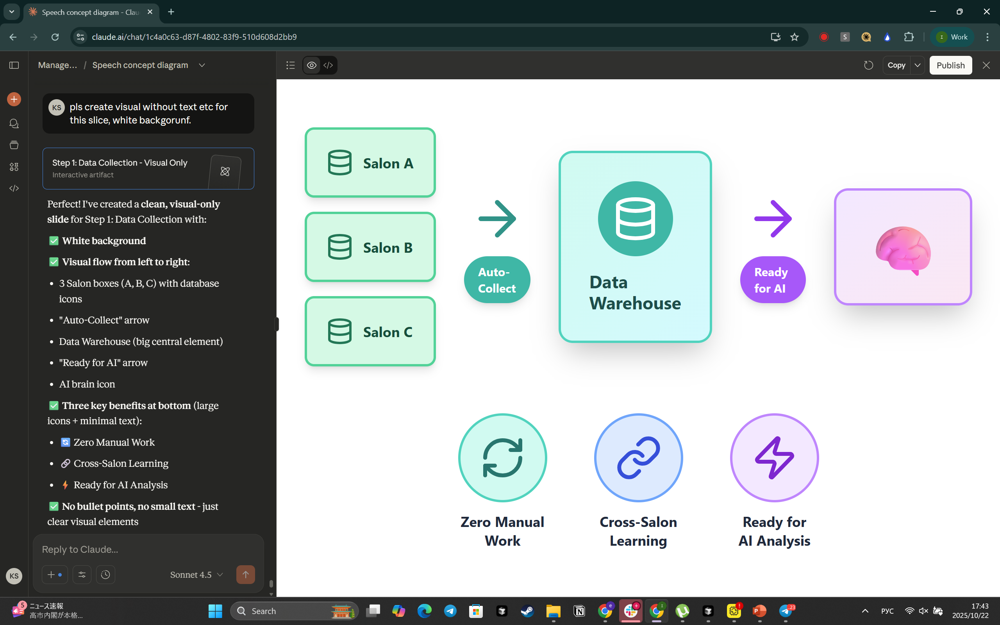 Speech concept diagram - Clau
claude.ai/chat/1c4a0c63-d87f-4802-83f9-510d608d2bb9
S
I
Work
Manage... / Speech concept diagram
Copy
Publish
KS
pls create visual without text etc for
this slice, white backgorunf.
Step 1: Data Collection - Visual Only
Interactive artifact
Perfect! I've created a clean, visual-only
slide for Step 1: Data Collection with:
✅ White background
✅ Visual flow from left to right:
• 3 Salon boxes (A, B, C) with database
icons
• "Auto-Collect" arrow
• Data Warehouse (big central element)
• "Ready for AI" arrow
• AI brain icon
✅ Three key benefits at bottom (large
icons + minimal text):
• 🔄 Zero Manual Work
• 🔗 Cross-Salon Learning
• ⚡ Ready for AI Analysis
✅ No bullet points, no small text - just
clear visual elements
Reply to Claude...
Sonnet 4.5
KS
Salon A
Salon B
Salon C
Auto-
Collect
Data
Warehouse
Ready
for AI
Zero Manual
Work
Cross-Salon
Learning
Ready for
AI Analysis
5
ニュース速報
高市内閣が本格...
Search
e
I
P
23
РУС
17:43
2025/10/22